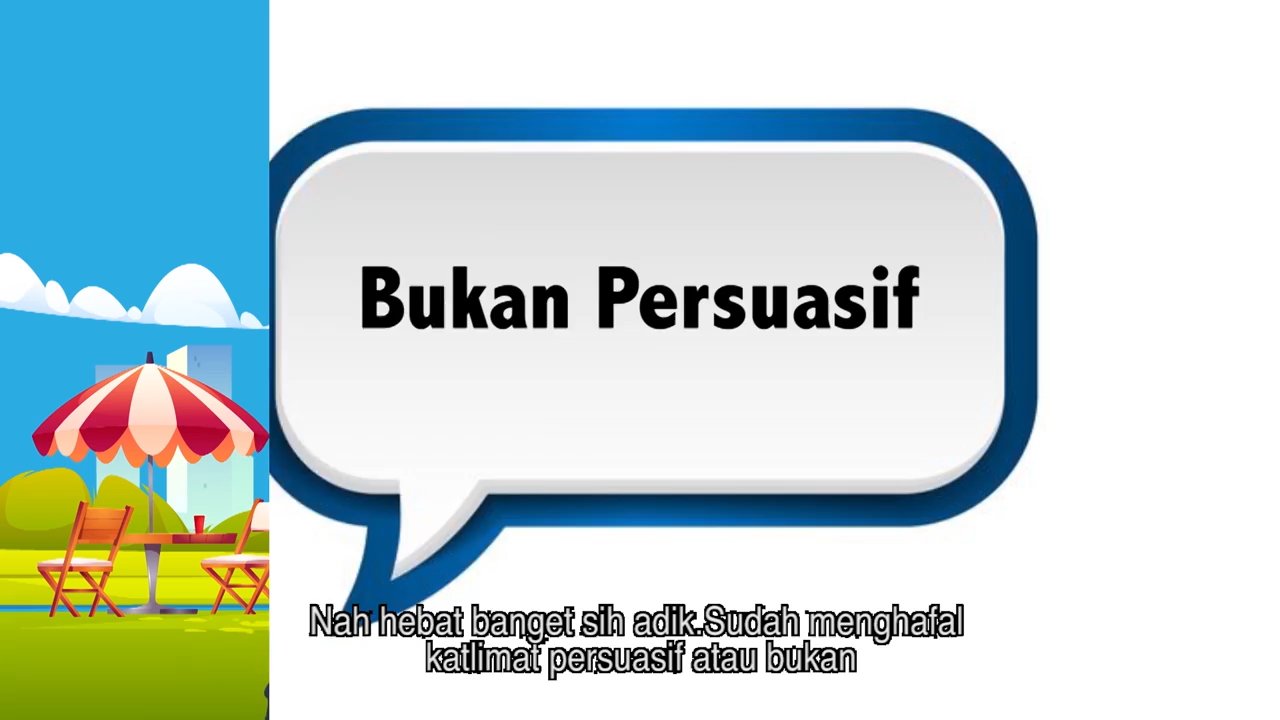 Bukan Persuasif
Nah hebat banget sih adik.Sudah menghafal
katlimat persuasif atau bukan